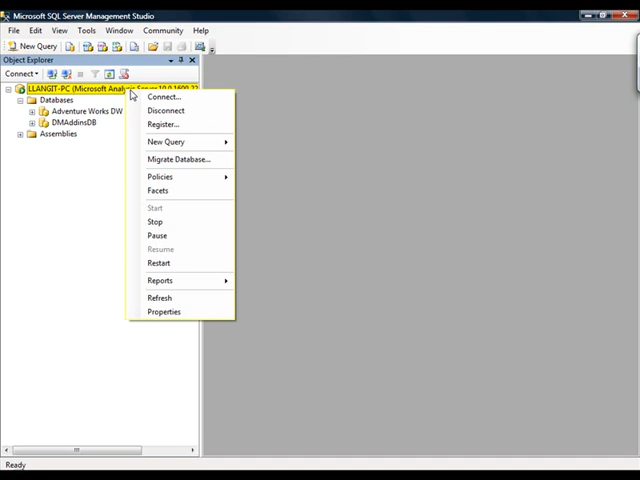 Microsoft SQL Server Management Studio
File Edit View Tools Window Community Help
New Query
Object Explorer
Connect
LLANGIT-PC (Microsoft Analysis Server 10.0.1600.22
Databases
Adventure Works DW
DMAddinsDB
Assemblies
Connect...
Disconnect
Register...
New Query
Migrate Database...
Policies
Facets
Start
Stop
Pause
Resume
Restart
Reports
Refresh
Properties
Ready